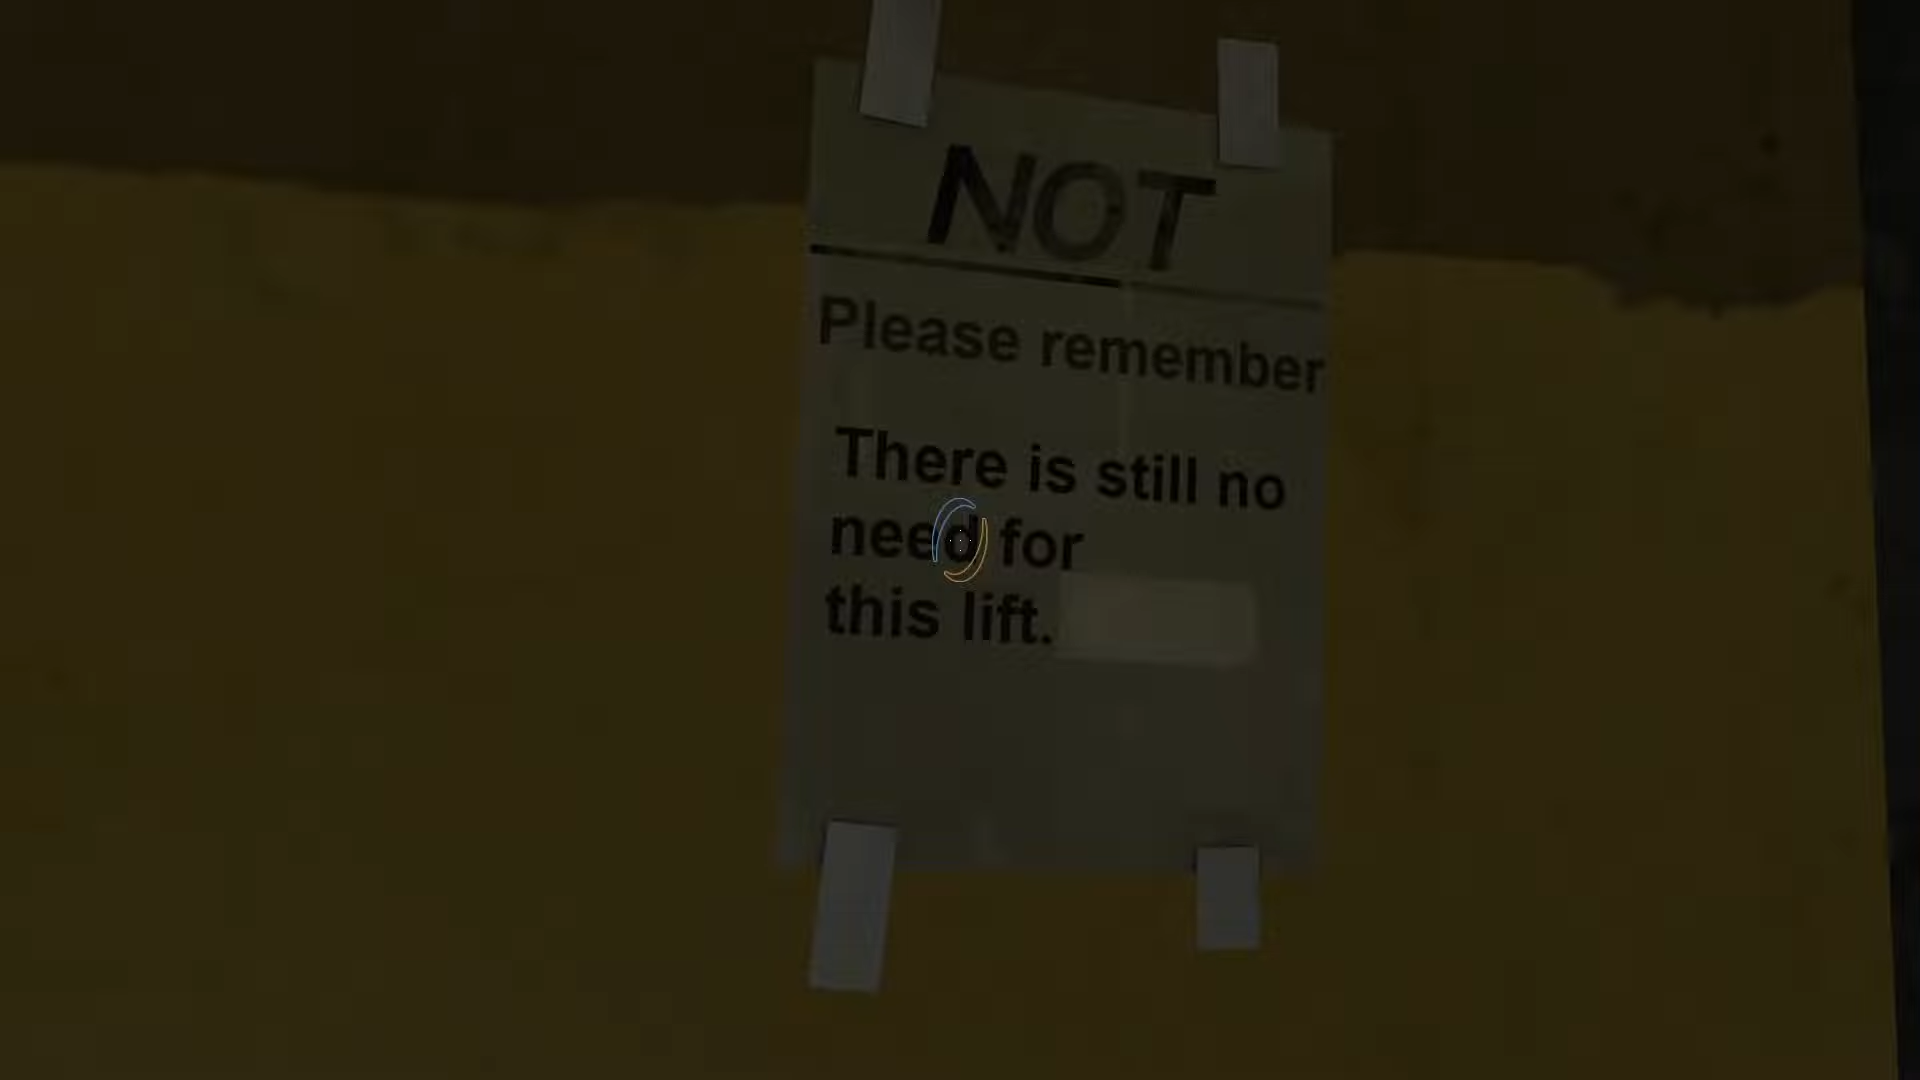 NOT
Please remember
There is still no
need for
this lift.